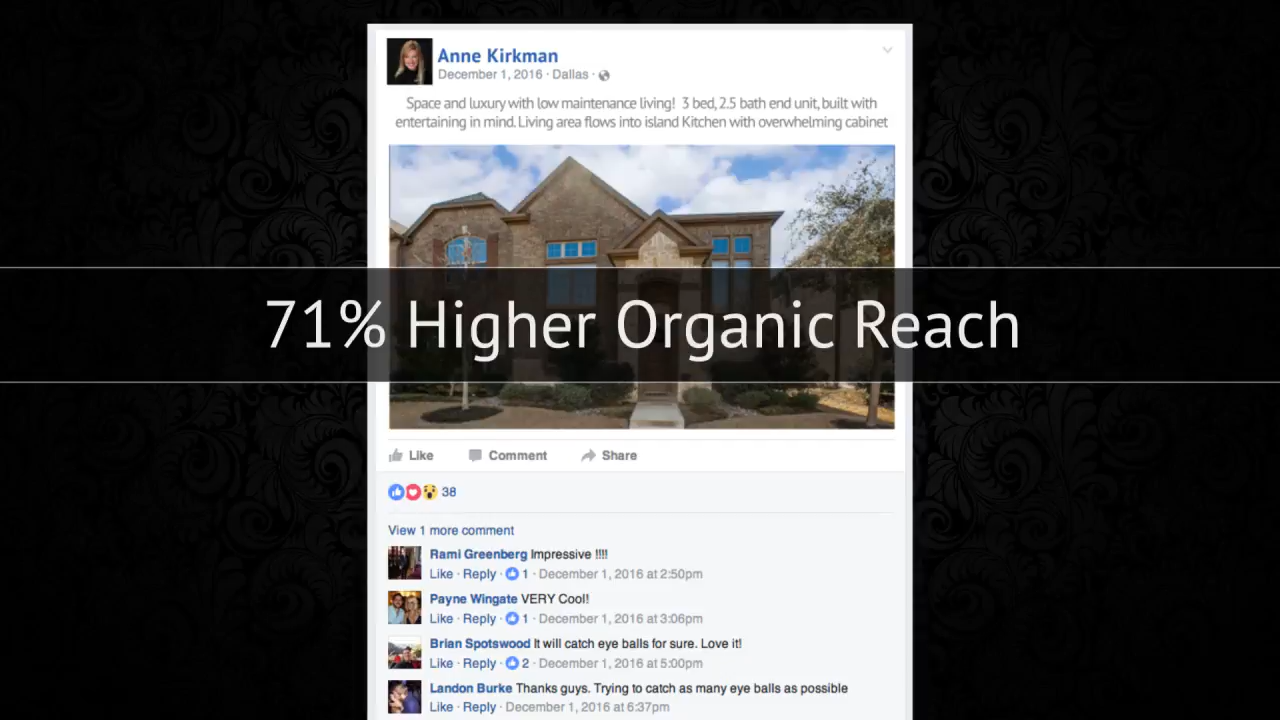 Anne Kirkman
December 1, 2016 · Dallas ·
Space and luxury with low maintenance living! 3 bed, 2.5 bath end unit, built with
entertaining in mind. Living area flows into island Kitchen with overwhelming cabinet
71% Higher Organic Reach
Like Comment Share
38
View 1 more comment
Rami Greenberg Impressive !!!!
Like · Reply · 1 · December 1, 2016 at 2:50pm
Payne Wingate VERY Cool!
Like · Reply · 1 · December 1, 2016 at 3:06pm
Brian Spotswood It will catch eye balls for sure. Love it!
Like · Reply · 2 · December 1, 2016 at 5:00pm
Landon Burke Thanks guys. Trying to catch as many eye balls as possible
Like · Reply · December 1, 2016 at 6:37pm